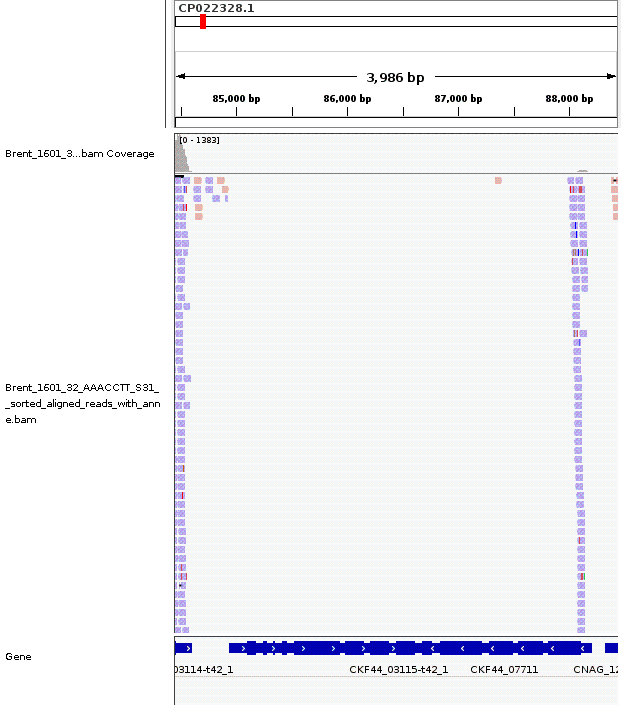 CP022328.1
3,986 bp
85,000 bp 86,000 bp 87,000 bp 88,000 bp
Brent_1601_3...bam Coverage
[0 - 1383]
Brent_1601_32_AAACCTT_S31_
_sorted_aligned_reads_with_ann
e.bam
Gene
03114-t42_1 CKF44_03115-t42_1 CKF44_07711 CNAG_12